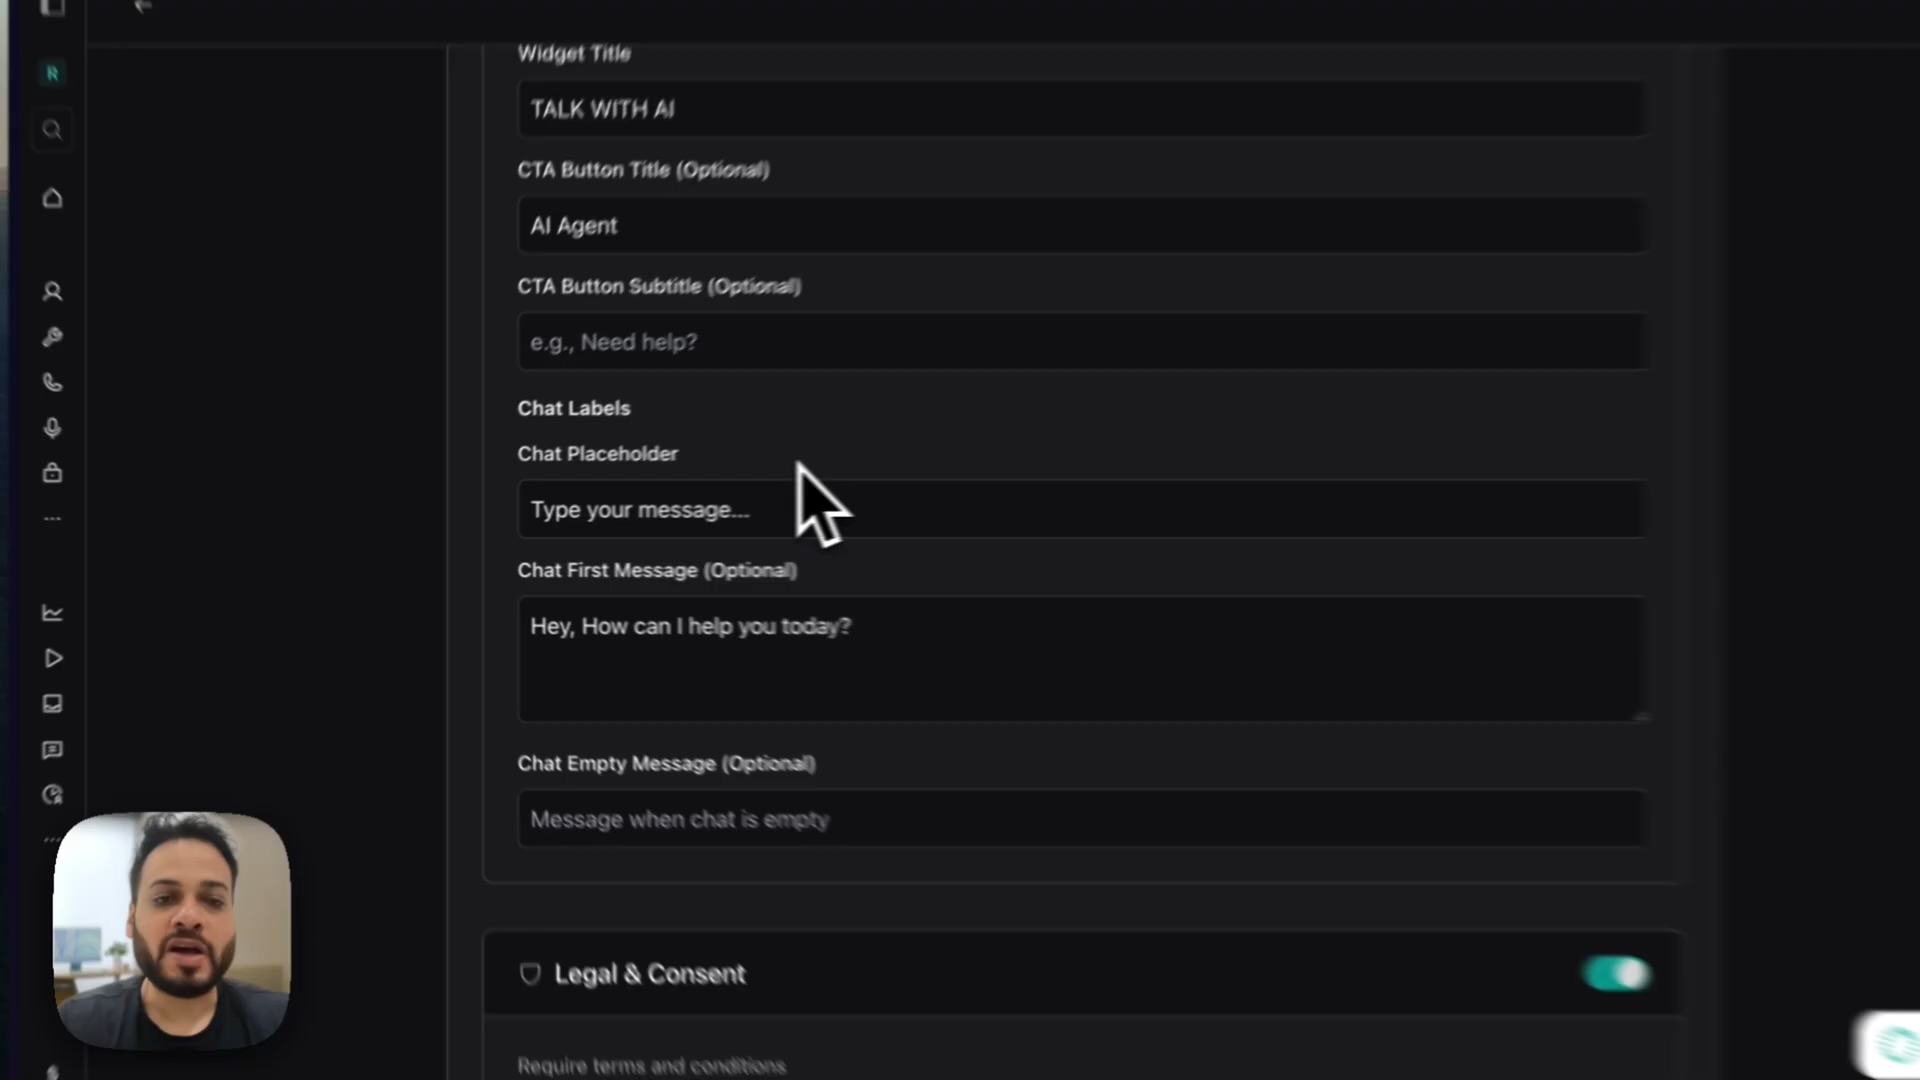 Widget Title
TALK WITH AI
CTA Button Title (Optional)
AI Agent
CTA Button Subtitle (Optional)
e.g., Need help?
Chat Labels
Chat Placeholder
Type your message...
Chat First Message (Optional)
Hey, How can I help you today?
Chat Empty Message (Optional)
Message when chat is empty
Legal & Consent
Require terms and conditions